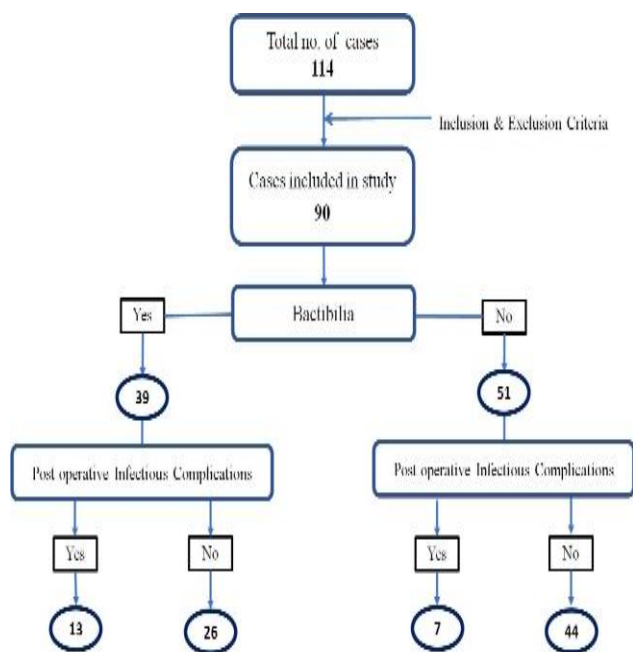 Total no. of cases
114
Inclusion & Exclusion Criteria
Cases included in study
90
Yes
Bactibilia
No
39
51
Post operative Infectious Complications
Post operative Infectious Complications
Yes
No
Yes
No
13
26
7
44